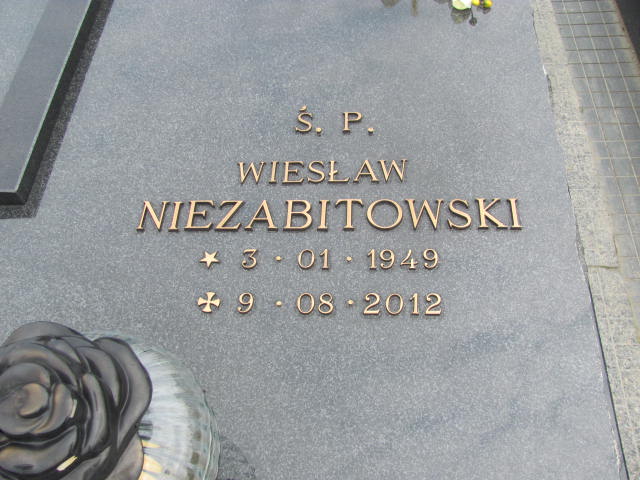 Ś. P.
WIESŁAW
NIEZABITOWSKI
★ 3 · 01 · 1949
✠ 9 · 08 · 2012